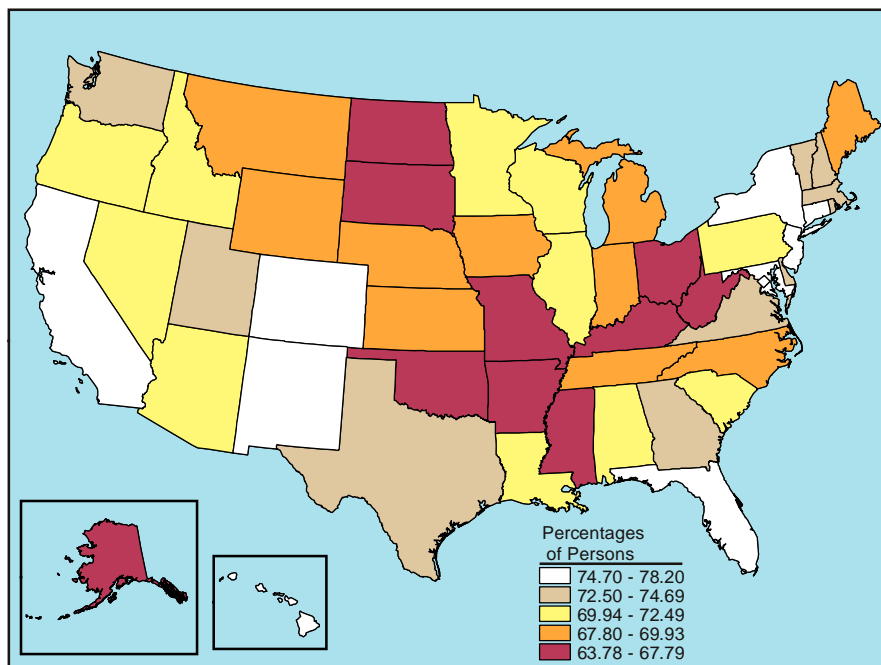 Percentages
of Persons
74.70 - 78.20
72.50 - 74.69
69.94 - 72.49
67.80 - 69.93
63.78 - 67.79